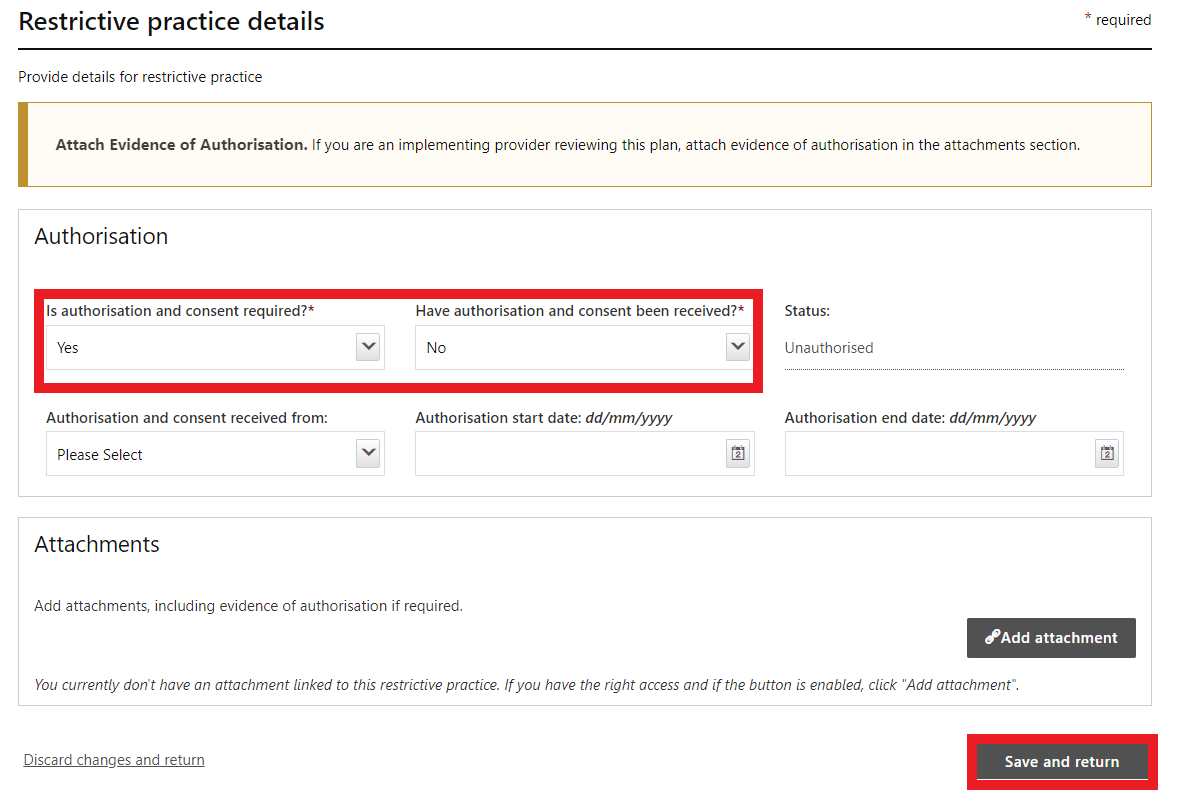 Restrictive practice details
* required
Provide details for restrictive practice
Attach Evidence of Authorisation. If you are an implementing provider reviewing this plan, attach evidence of authorisation in the attachments section.
Authorisation
Is authorisation and consent required?*
Have authorisation and consent been received?*
Status:
Yes
No
Unauthorised
Authorisation and consent received from:
Authorisation start date: dd/mm/yyyy
Authorisation end date: dd/mm/yyyy
Please Select
2
2
Attachments
Add attachments, including evidence of authorisation if required.
Add attachment
You currently don't have an attachment linked to this restrictive practice. If you have the right access and if the button is enabled, click "Add attachment".
Discard changes and return
Save and return